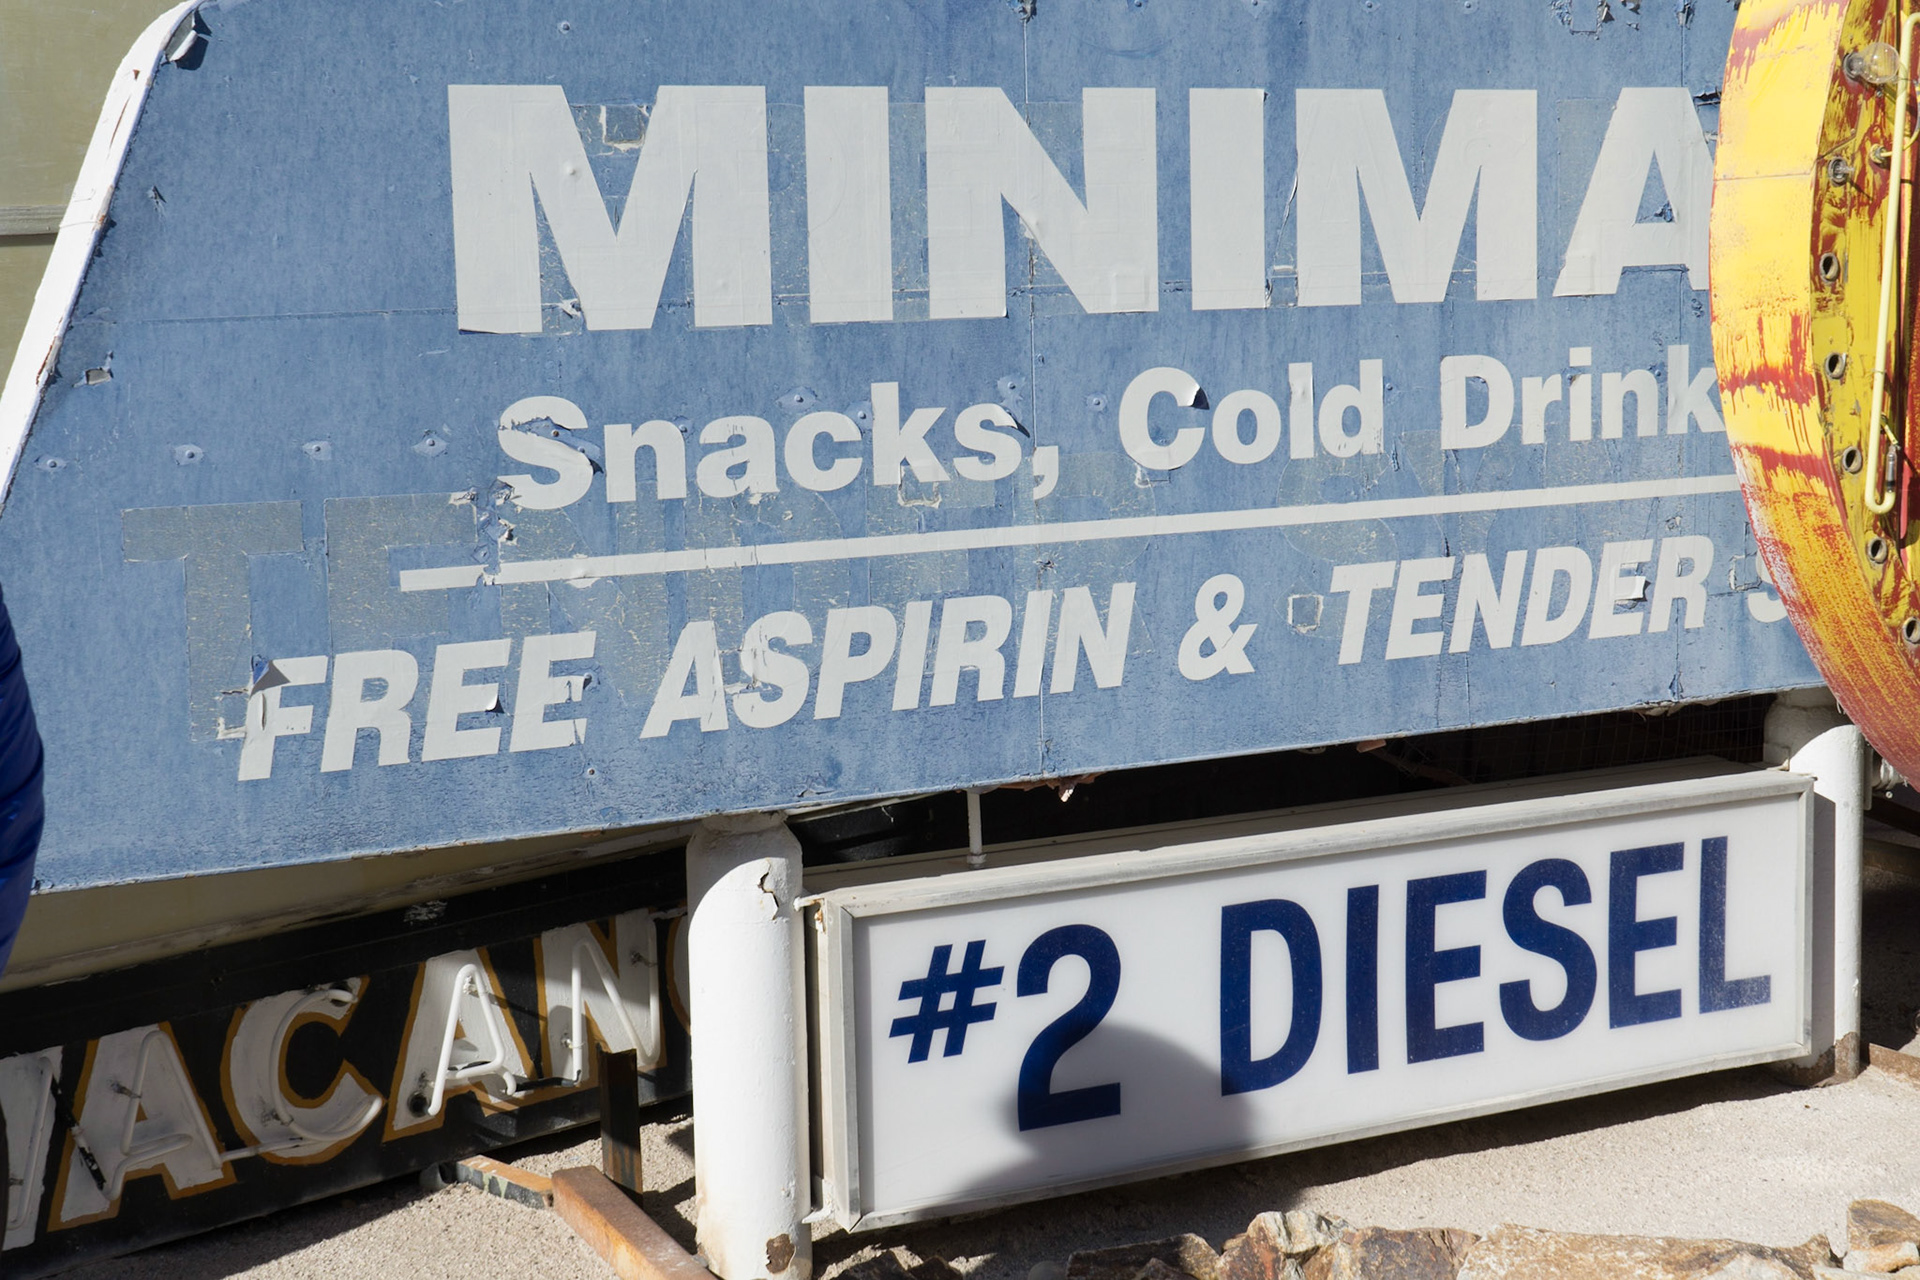 MINIMA
Snacks, Cold Drink
FREE ASPIRIN & TENDER S
#2 DIESEL
VACANC